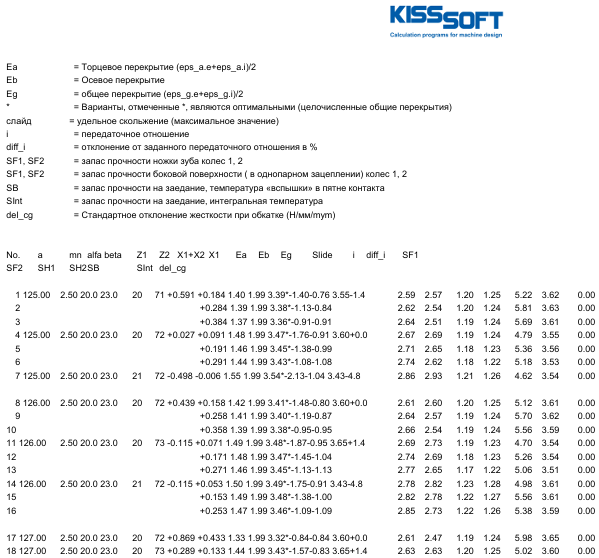 KISSSOFT
Calculation programs for machine design
Ea = Торцевое перекрытие (eps_a.e+eps_a.i)/2
Eb = Осевое перекрытие
Eg = общее перекрытие (eps_g.e+eps_g.i)/2
* = Варианты, отмеченные *, являются оптимальными (целочисленные общие перекрытия)
слайд = удельное скольжение (максимальное значение)
i = передаточное отношение
diff_i = отклонение от заданного передаточного отношения в %
SF1, SF2 = запас прочности ножки зуба колес 1, 2
SF1, SF2 = запас прочности боковой поверхности ( в однопарном зацеплении) колес 1, 2
SB = запас прочности на заедание, температура «вспышки» в пятне контакта
SInt = запас прочности на заедание, интегральная температура
del_cg = Стандартное отклонение жесткости при обкатке (Н/мм/mym)
No. a mn alfa beta Z1 Z2 X1+X2 X1 Ea Eb Eg Slide i diff_i SF1
SF2 SH1 SH2SB SInt del_cg
1 125.00 2.50 20.0 23.0 20 71 +0.591 +0.184 1.40 1.99 3.39*-1.40-0.76 3.55-1.4 2.59 2.57 1.20 1.25 5.22 3.62 0.00
2 +0.284 1.39 1.99 3.38*-1.13-0.84 2.62 2.54 1.20 1.24 5.81 3.63 0.00
3 +0.384 1.37 1.99 3.36*-0.91-0.91 2.64 2.51 1.19 1.24 5.69 3.61 0.00
4 125.00 2.50 20.0 23.0 20 72 +0.027 +0.091 1.48 1.99 3.47*-1.76-0.91 3.60+0.0 2.67 2.69 1.19 1.24 4.79 3.55 0.00
5 +0.191 1.46 1.99 3.45*-1.38-0.99 2.71 2.65 1.18 1.23 5.36 3.56 0.00
6 +0.291 1.44 1.99 3.43*-1.08-1.08 2.74 2.62 1.18 1.22 5.18 3.53 0.00
7 125.00 2.50 20.0 23.0 21 72 -0.498 -0.006 1.55 1.99 3.54*-2.13-1.04 3.43-4.8 2.86 2.93 1.21 1.26 4.62 3.54 0.00
8 126.00 2.50 20.0 23.0 20 72 +0.439 +0.158 1.42 1.99 3.41*-1.48-0.80 3.60+0.0 2.61 2.60 1.20 1.25 5.12 3.61 0.00
9 +0.258 1.41 1.99 3.40*-1.19-0.87 2.64 2.57 1.19 1.24 5.70 3.62 0.00
10 +0.358 1.39 1.99 3.38*-0.95-0.95 2.66 2.54 1.19 1.24 5.56 3.59 0.00
11 126.00 2.50 20.0 23.0 20 73 -0.115 +0.071 1.49 1.99 3.48*-1.87-0.95 3.65+1.4 2.69 2.73 1.19 1.23 4.70 3.54 0.00
12 +0.171 1.48 1.99 3.47*-1.45-1.04 2.74 2.69 1.18 1.23 5.26 3.54 0.00
13 +0.271 1.46 1.99 3.45*-1.13-1.13 2.77 2.65 1.17 1.22 5.06 3.51 0.00
14 126.00 2.50 20.0 23.0 21 72 -0.115 +0.053 1.50 1.99 3.49*-1.75-0.91 3.43-4.8 2.78 2.82 1.23 1.28 4.98 3.61 0.00
15 +0.153 1.49 1.99 3.48*-1.38-1.00 2.82 2.78 1.22 1.27 5.56 3.61 0.00
16 +0.253 1.47 1.99 3.46*-1.09-1.09 2.85 2.73 1.22 1.26 5.38 3.59 0.00
17 127.00 2.50 20.0 23.0 20 72 +0.869 +0.433 1.33 1.99 3.32*-0.84-0.84 3.60+0.0 2.61 2.47 1.19 1.24 5.98 3.65 0.00
18 127.00 2.50 20.0 23.0 20 73 +0.289 +0.133 1.44 1.99 3.43*-1.57-0.83 3.65+1.4 2.63 2.63 1.20 1.25 5.02 3.60 0.00